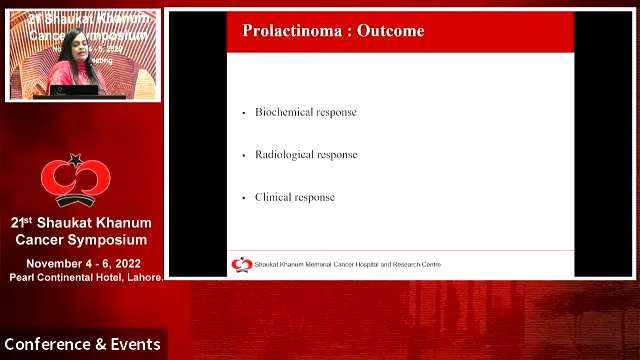 21st Shaukat Khanum
Cancer Symposium
Prolactinoma : Outcome
• Biochemical response
• Radiological response
• Clinical response
Shaukat Khanum Memorial Cancer Hospital and Research Centre
21st Shaukat Khanum
Cancer Symposium
November 4 - 6, 2022
Pearl Continental Hotel, Lahore.
Conference & Events